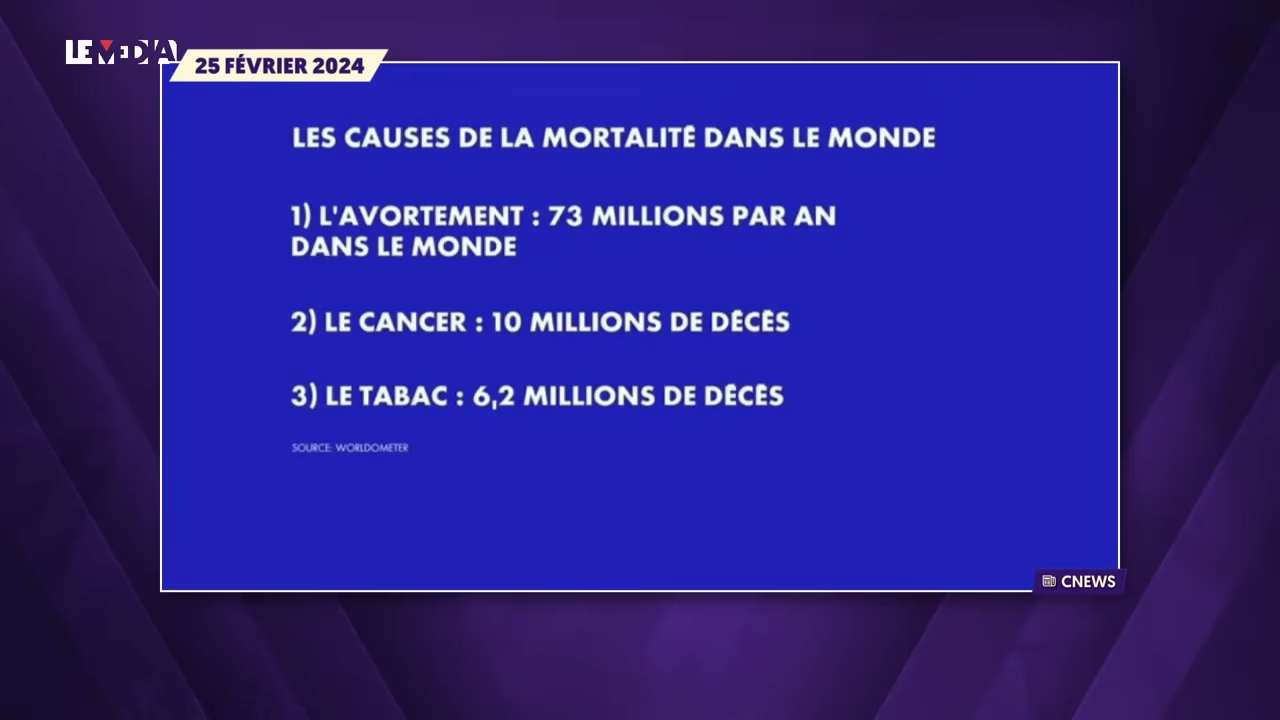 LE MEDIA
25 FÉVRIER 2024
LES CAUSES DE LA MORTALITÉ DANS LE MONDE
1) L'AVORTEMENT : 73 MILLIONS PAR AN
DANS LE MONDE
2) LE CANCER : 10 MILLIONS DE DÉCÈS
3) LE TABAC : 6,2 MILLIONS DE DÉCÈS
SOURCE: WORLDOMETER
CNEWS